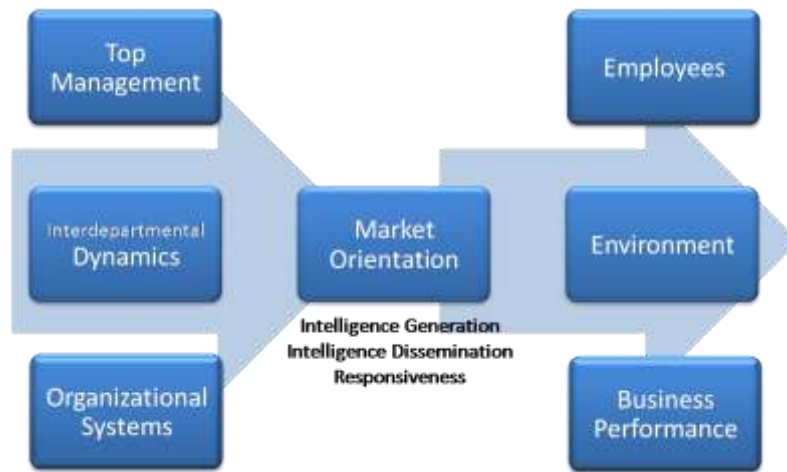 Top
Management
Interdepartmental
Dynamics
Organizational
Systems
Market
Orientation
Intelligence Generation
Intelligence Dissemination
Responsiveness
Employees
Environment
Business
Performance